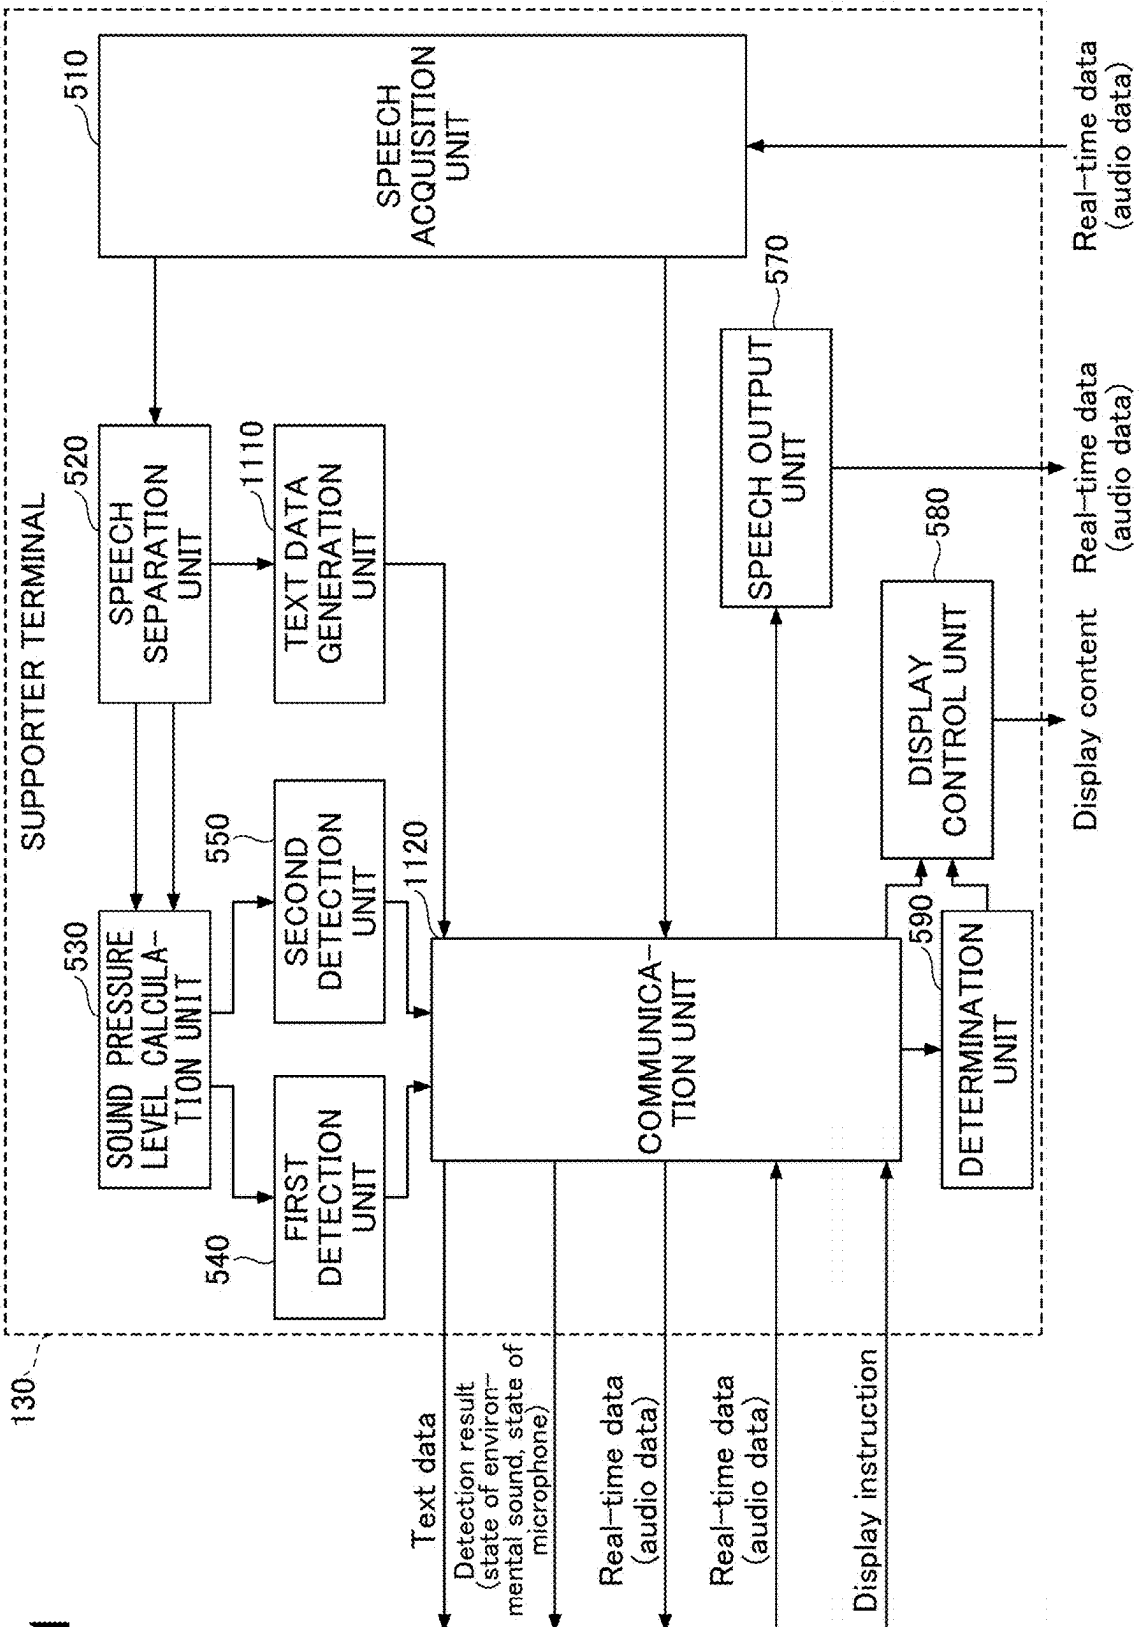 130
SUPPORTER TERMINAL
530
SOUND PRESSURE
LEVEL CALCULA-
TION UNIT
520
SPEECH
SEPARATION
UNIT
510
SPEECH
ACQUISITION
UNIT
540
FIRST
DETECTION
UNIT
550
SECOND
DETECTION
UNIT
1110
TEXT DATA
GENERATION
UNIT
1120
COMMUNICA-
TION UNIT
570
SPEECH OUTPUT
UNIT
580
DISPLAY
CONTROL UNIT
590
DETERMINATION
UNIT
Text data
Detection result
(state of environ-
mental sound, state of
microphone)
Real-time data
(audio data)
Real-time data
(audio data)
Display instruction
Display content
Real-time data
(audio data)
Real-time data
(audio data)